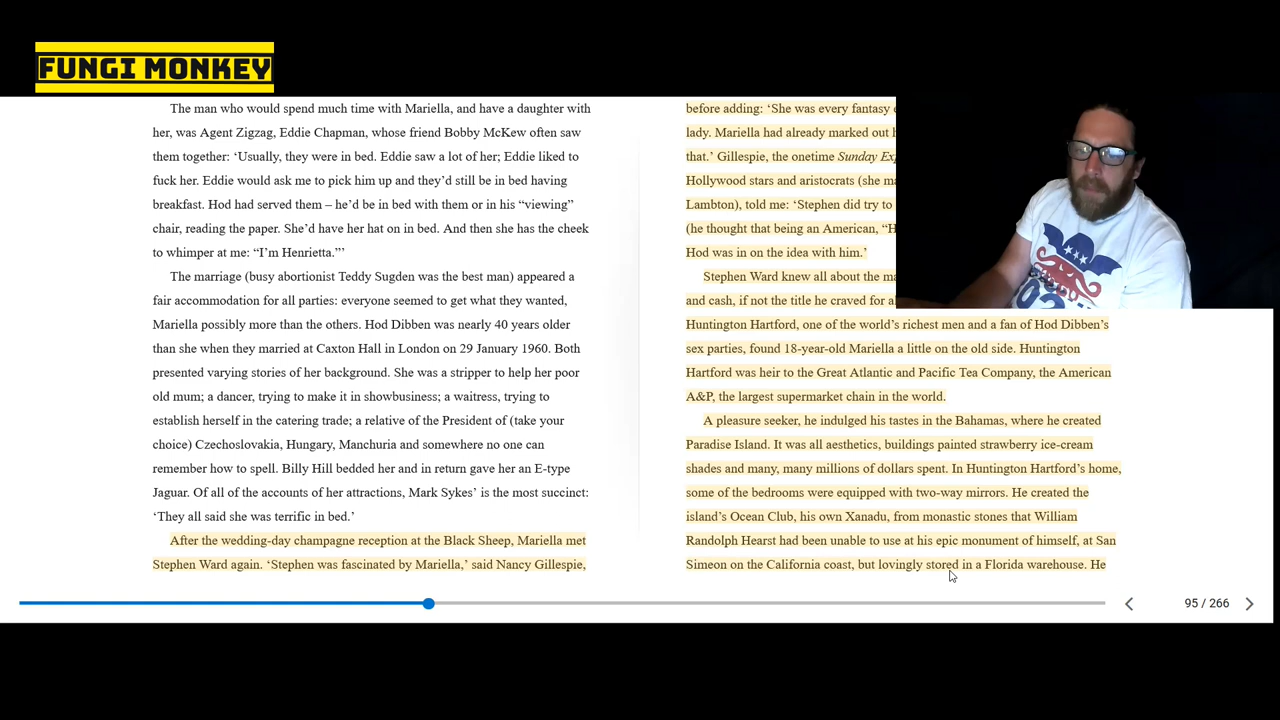 FUNGI MONKEY
The man who would spend much time with Mariella, and have a daughter with
her, was Agent Zigzag, Eddie Chapman, whose friend Bobby McKew often saw
them together: ‘Usually, they were in bed. Eddie saw a lot of her; Eddie liked to
fuck her. Eddie would ask me to pick him up and they’d still be in bed having
breakfast. Hod had served them – he’d be in bed with them or in his “viewing”
chair, reading the paper. She’d have her hat on in bed. And then she has the cheek
to whimper at me: “I’m Henrietta.”’
The marriage (busy abortionist Teddy Sugden was the best man) appeared a
fair accommodation for all parties: everyone seemed to get what they wanted,
Mariella possibly more than the others. Hod Dibben was nearly 40 years older
than she when they married at Caxton Hall in London on 29 January 1960. Both
presented varying stories of her background. She was a stripper to help her poor
old mum; a dancer, trying to make it in showbusiness; a waitress, trying to
establish herself in the catering trade; a relative of the President of (take your
choice) Czechoslovakia, Hungary, Manchuria and somewhere no one can
remember how to spell. Billy Hill bedded her and in return gave her an E-type
Jaguar. Of all of the accounts of her attractions, Mark Sykes’ is the most succinct:
‘They all said she was terrific in bed.’
After the wedding-day champagne reception at the Black Sheep, Mariella met
Stephen Ward again. ‘Stephen was fascinated by Mariella,’ said Nancy Gillespie,
before adding: ‘She was every fantasy
lady. Mariella had already marked out
that.’ Gillespie, the onetime Sunday
Hollywood stars and aristocrats (she
Lambton), told me: ‘Stephen did try to
(he thought that being an American,
Hod was in on the idea with him.’
Stephen Ward knew all about the
and cash, if not the title he craved for
Huntington Hartford, one of the world’s richest men and a fan of Hod Dibben’s
sex parties, found 18-year-old Mariella a little on the old side. Huntington
Hartford was heir to the Great Atlantic and Pacific Tea Company, the American
A&P, the largest supermarket chain in the world.
A pleasure seeker, he indulged his tastes in the Bahamas, where he created
Paradise Island. It was all aesthetics, buildings painted strawberry ice-cream
shades and many, many millions of dollars spent. In Huntington Hartford’s home,
some of the bedrooms were equipped with two-way mirrors. He created the
island’s Ocean Club, his own Xanadu, from monastic stones that William
Randolph Hearst had been unable to use at his epic monument of himself, at San
Simeon on the California coast, but lovingly stored in a Florida warehouse. He
95 / 266